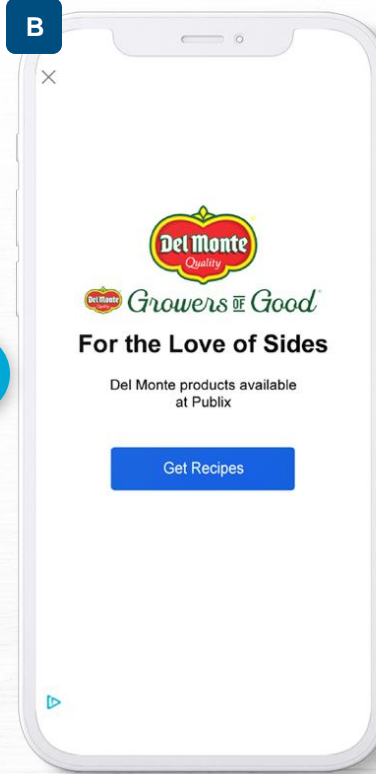 B
Del Monte
Quality
Del Monte Growers OF Good
For the Love of Sides
Del Monte products available
at Publix
Get Recipes